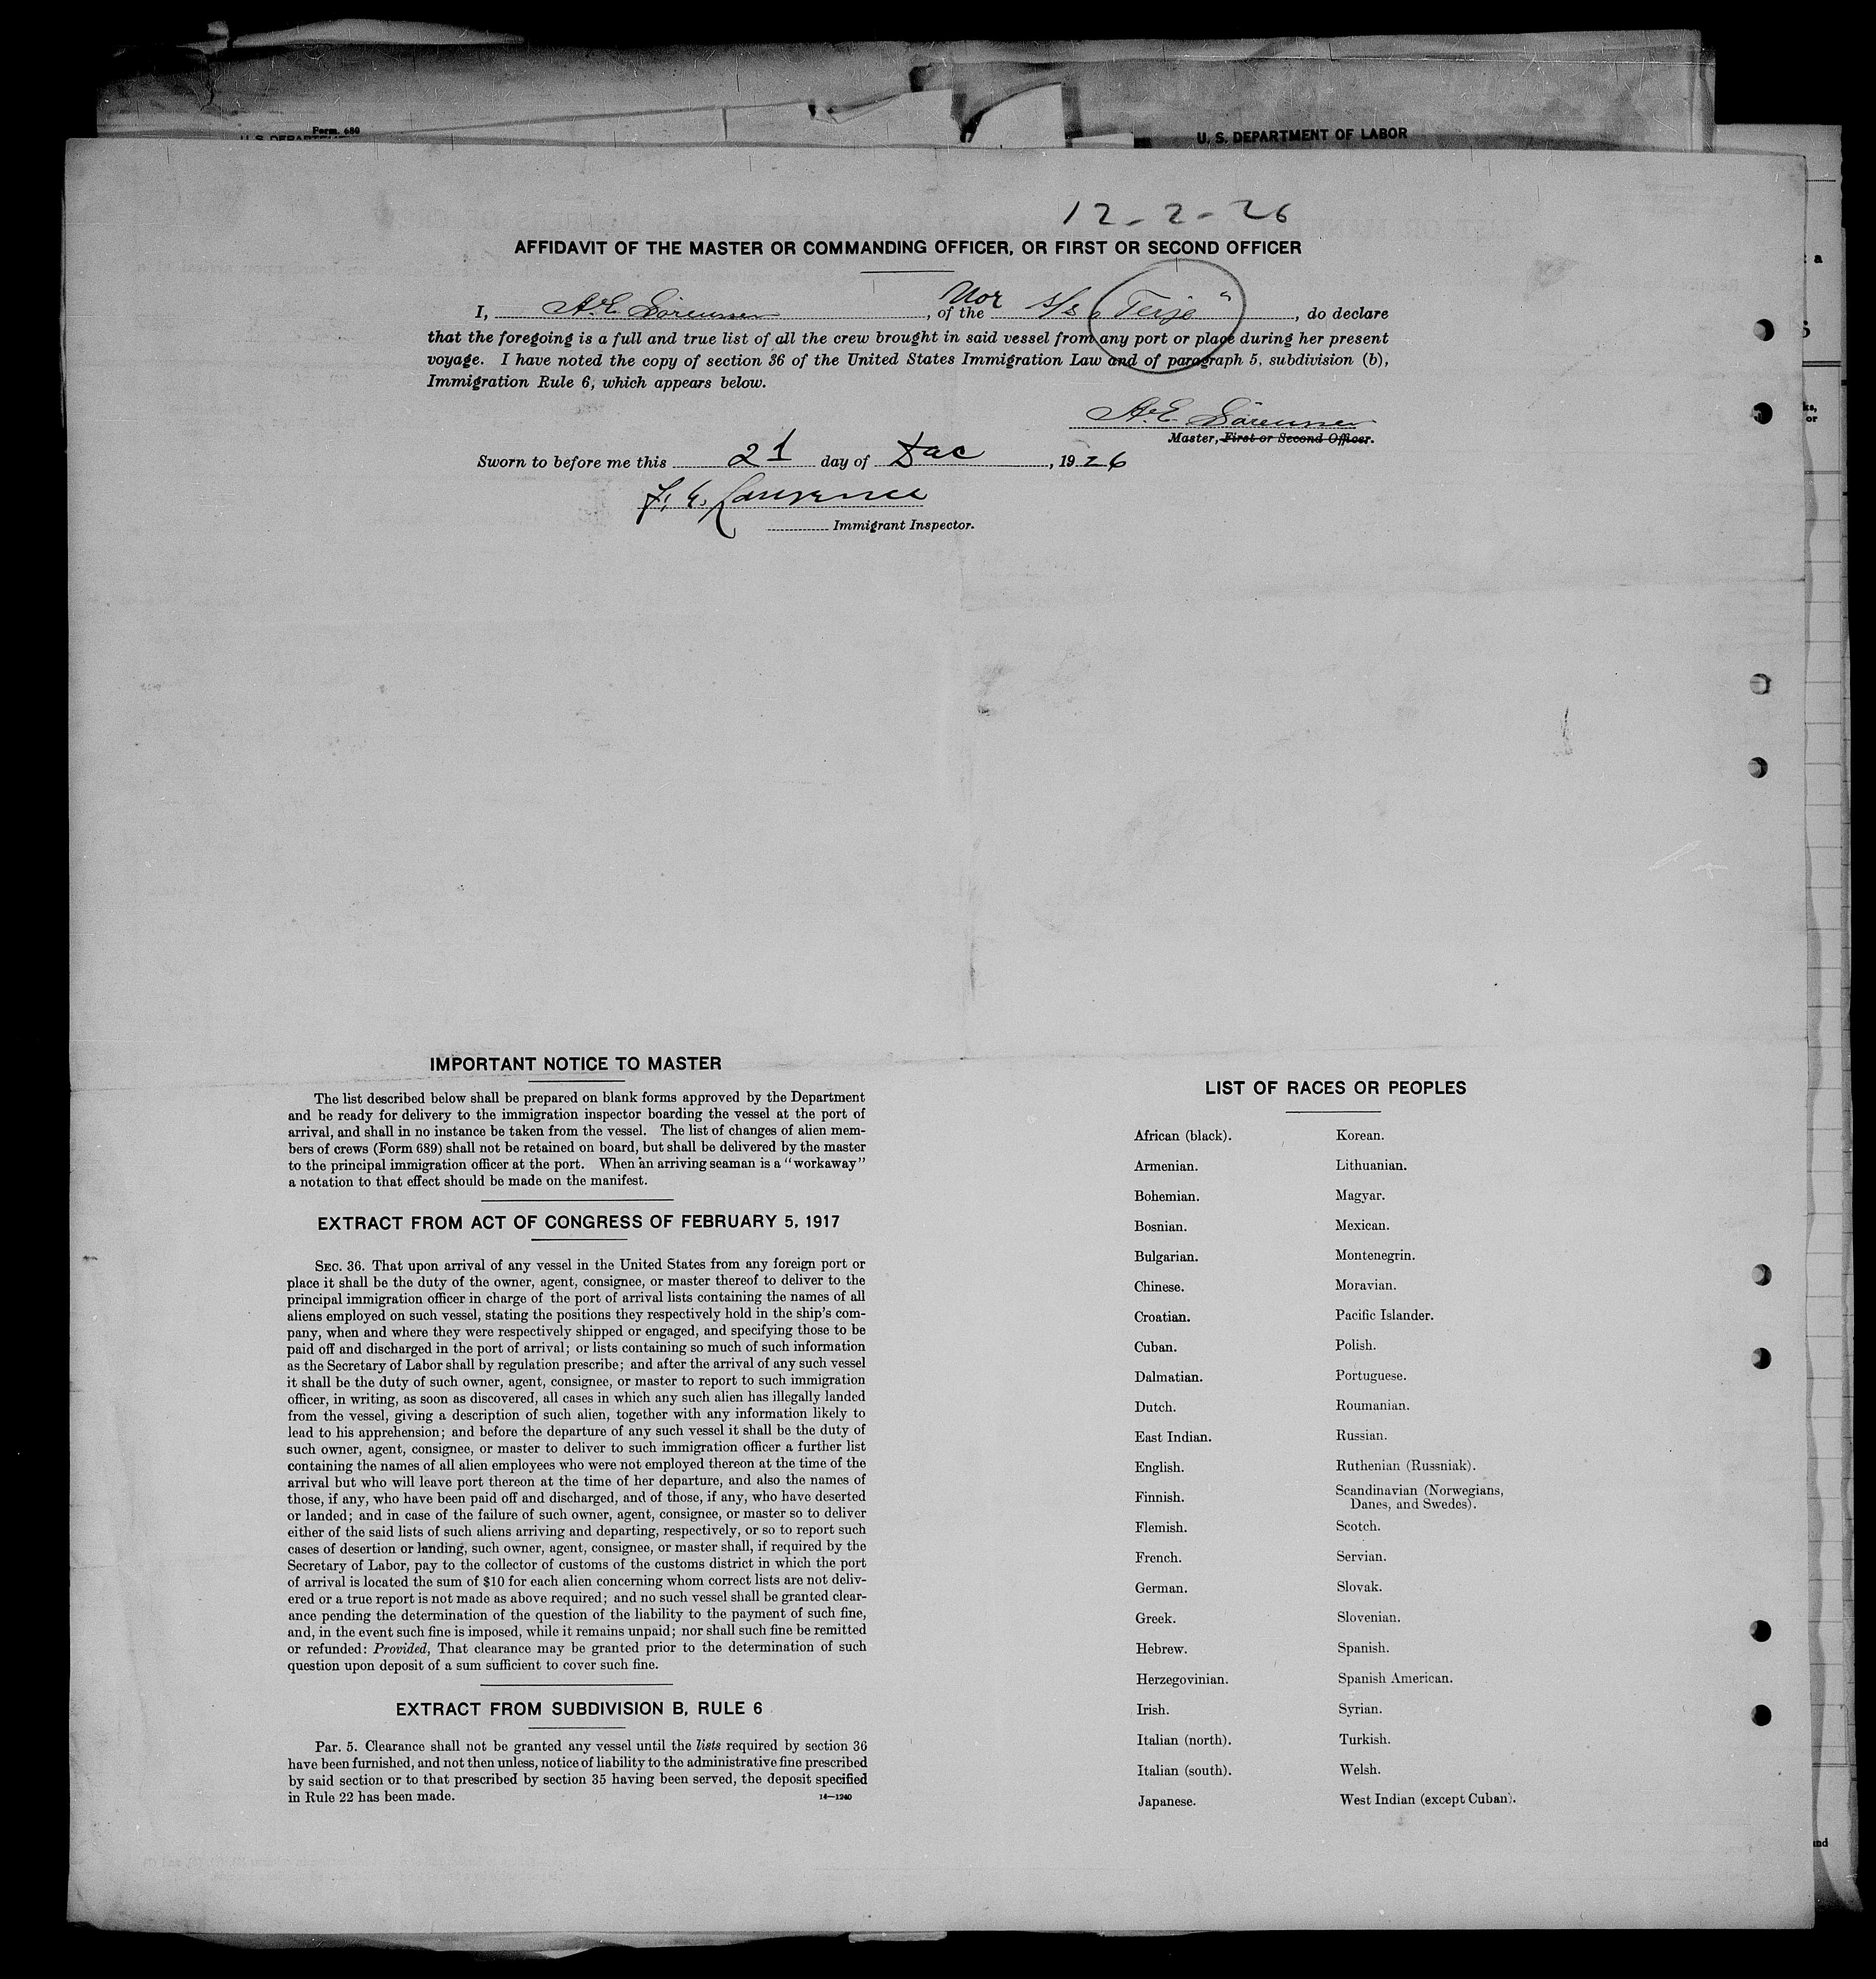 Form. 680
U. S. DEPARTMENT OF LABOR
12-2-26
AFFIDAVIT OF THE MASTER OR COMMANDING OFFICER, OR FIRST OR SECOND OFFICER
I, A. E. Sörensen, of the Nor s/s "Terje", do declare
that the foregoing is a full and true list of all the crew brought in said vessel from any port or place during her present
voyage. I have noted the copy of section 36 of the United States Immigration Law and of paragraph 5, subdivision (b),
Immigration Rule 6, which appears below.
A. E. Sörensen
Master, First or Second Officer.
Sworn to before me this 21 day of Dec, 1926
Lawrence
Immigrant Inspector.
IMPORTANT NOTICE TO MASTER
The list described below shall be prepared on blank forms approved by the Department
and be ready for delivery to the immigration inspector boarding the vessel at the port of
arrival, and shall in no instance be taken from the vessel. The list of changes of alien mem-
bers of crews (Form 689) shall not be retained on board, but shall be delivered by the master
to the principal immigration officer at the port. When an arriving seaman is a "workaway"
a notation to that effect should be made on the manifest.
EXTRACT FROM ACT OF CONGRESS OF FEBRUARY 5, 1917
SEC. 36. That upon arrival of any vessel in the United States from any foreign port or
place it shall be the duty of the owner, agent, consignee, or master thereof to deliver to the
principal immigration officer in charge of the port of arrival lists containing the names of all
aliens employed on such vessel, stating the positions they respectively hold in the ship's com-
pany, when and where they were respectively shipped or engaged, and specifying those to be
paid off and discharged in the port of arrival; or lists containing so much of such information
as the Secretary of Labor shall by regulation prescribe; and after the arrival of any such vessel
it shall be the duty of such owner, agent, consignee, or master to report to such immigration
officer, in writing, as soon as discovered, all cases in which any such alien has illegally landed
from the vessel, giving a description of such alien, together with any information likely to
lead to his apprehension; and before the departure of any such vessel it shall be the duty of
such owner, agent, consignee, or master to deliver to such immigration officer a further list
containing the names of all alien employees who were not employed thereon at the time of the
arrival but who will leave port thereon at the time of her departure, and also the names of
those, if any, who have been paid off and discharged, and of those, if any, who have deserted
or landed; and in case of the failure of such owner, agent, consignee, or master so to deliver
either of the said lists of such aliens arriving and departing, respectively, or so to report such
cases of desertion or landing, such owner, agent, consignee, or master shall, if required by the
Secretary of Labor, pay to the collector of customs of the customs district in which the port
of arrival is located the sum of $10 for each alien concerning whom correct lists are not deliv-
ered or a true report is not made as above required; and no such vessel shall be granted clear-
ance pending the determination of the question of the liability to the payment of such fine,
and, in the event such fine is imposed, while it remains unpaid; nor shall such fine be remitted
or refunded: Provided, That clearance may be granted prior to the determination of such
question upon deposit of a sum sufficient to cover such fine.
EXTRACT FROM SUBDIVISION B, RULE 6
Par. 5. Clearance shall not be granted any vessel until the lists required by section 36
have been furnished, and not then unless, notice of liability to the administrative fine prescribed
by said section or to that prescribed by section 35 having been served, the deposit specified
in Rule 22 has been made.
14—1240
LIST OF RACES OR PEOPLES
African (black).
Armenian.
Bohemian.
Bosnian.
Bulgarian.
Chinese.
Croatian.
Cuban.
Dalmatian.
Dutch.
East Indian.
English.
Finnish.
Flemish.
French.
German.
Greek.
Hebrew.
Herzegovinian.
Irish.
Italian (north).
Italian (south).
Japanese.
Korean.
Lithuanian.
Magyar.
Mexican.
Montenegrin.
Moravian.
Pacific Islander.
Polish.
Portuguese.
Roumanian.
Russian.
Ruthenian (Russniak).
Scandinavian (Norwegians,
Danes, and Swedes).
Scotch.
Servian.
Slovak.
Slovenian.
Spanish.
Spanish American.
Syrian.
Turkish.
Welsh.
West Indian (except Cuban).